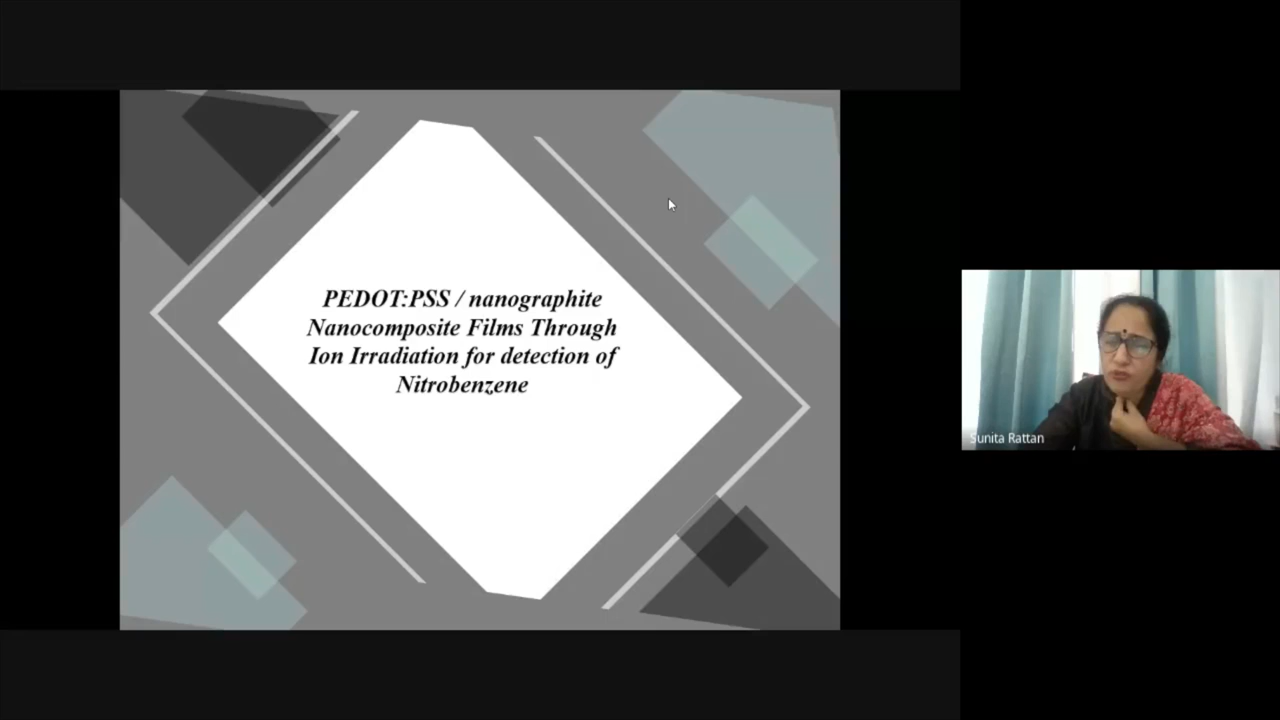 PEDOT:PSS / nanographite
Nanocomposite Films Through
Ion Irradiation for detection of
Nitrobenzene
Sunita Rattan